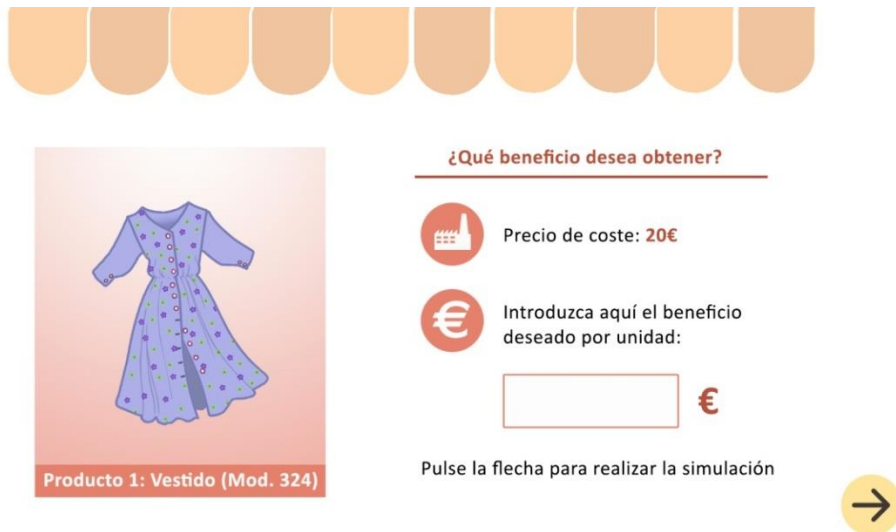 ¿Qué beneficio desea obtener?
Precio de coste: 20€
€
Introduzca aquí el beneficio
deseado por unidad:
€
Pulse la flecha para realizar la simulación
Producto 1: Vestido (Mod. 324)